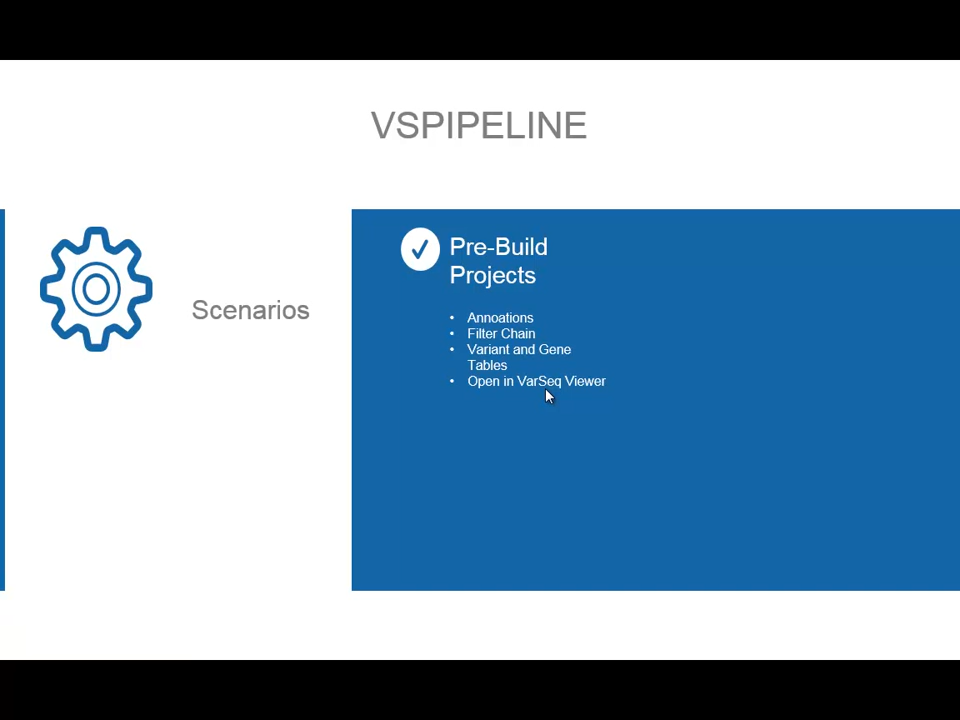 VSPIPELINE
Scenarios
Pre-Build
Projects
• Annoations
• Filter Chain
• Variant and Gene
Tables
• Open in VarSeq Viewer